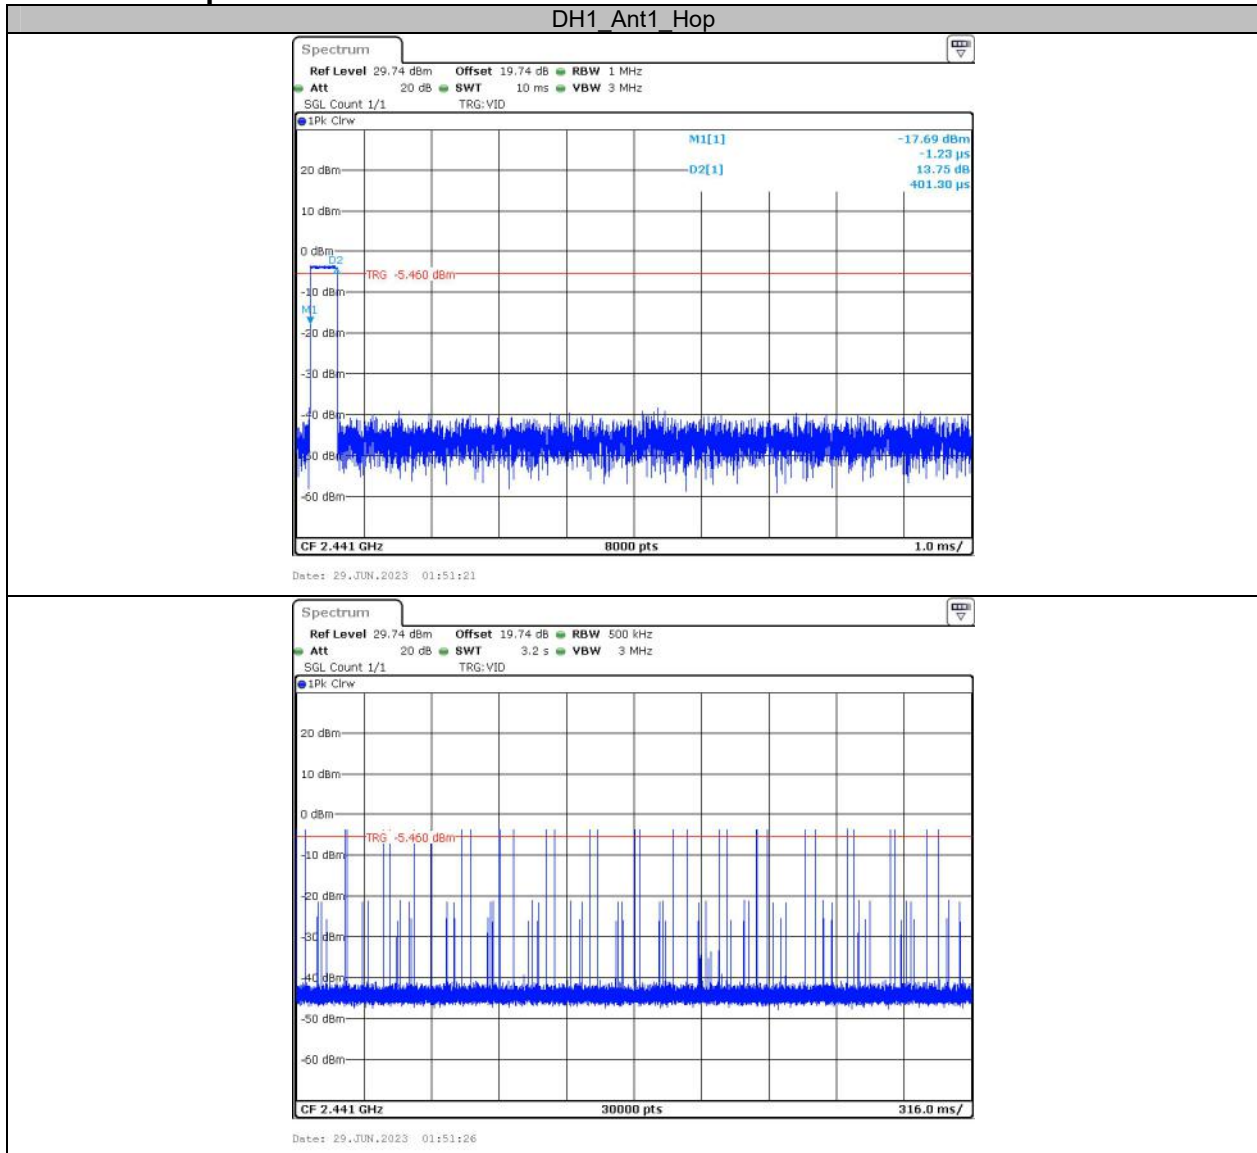 DH1_Ant1_Hop
Spectrum
Ref Level 29.74 dBm Offset 19.74 dB RBW 1 MHz
Att 20 dB SWT 10 ms VBW 3 MHz
SGL Count 1/1 TRG:VID
1Pk Clrw
M1[1] -17.69 dBm
-1.23 µs
20 dBm D2[1] 13.75 dB
401.30 µs
10 dBm
0 dBm
D2
TRG -5.460 dBm
-10 dBm
M1
-20 dBm
-30 dBm
-40 dBm
-50 dBm
-60 dBm
CF 2.441 GHz 8000 pts 1.0 ms/
Date: 29.JUN.2023 01:51:21
Spectrum
Ref Level 29.74 dBm Offset 19.74 dB RBW 500 kHz
Att 20 dB SWT 3.2 s VBW 3 MHz
SGL Count 1/1 TRG:VID
1Pk Clrw
20 dBm
10 dBm
0 dBm
TRG -5.460 dBm
-10 dBm
-20 dBm
-30 dBm
-40 dBm
-50 dBm
-60 dBm
CF 2.441 GHz 30000 pts 316.0 ms/
Date: 29.JUN.2023 01:51:26